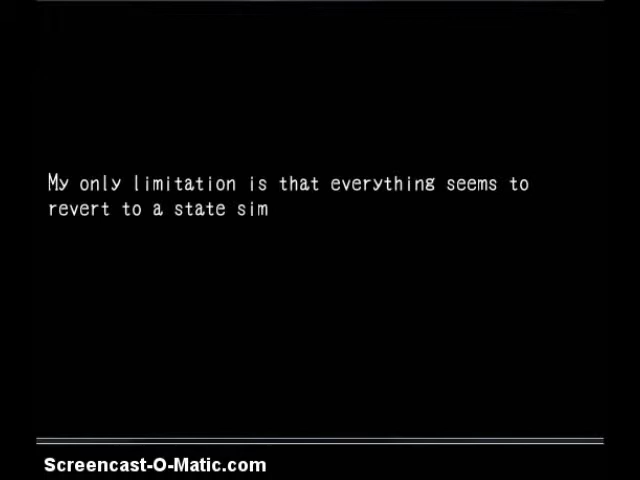 My only limitation is that everything seems to
revert to a state sim
Screencast-O-Matic.com